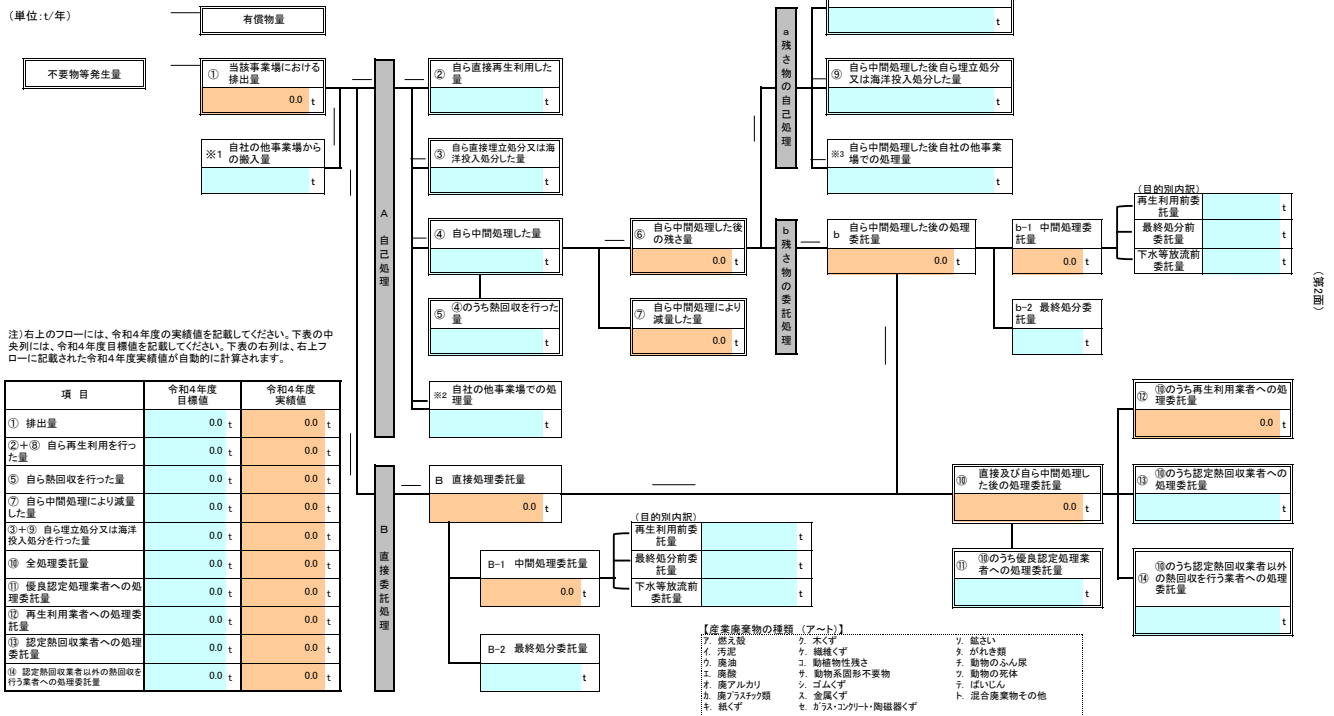 (単位:t/年)
有償物量
不要物等発生量
① 当該事業場における
排出量
0.0 t
※1 自社の他事業場から
の搬入量
t
A 自己処理
② 自ら直接再生利用した
量
t
③ 自ら直接埋立処分又は海
洋投入処分した量
t
④ 自ら中間処理した量
t
⑤ ④のうち熱回収を行った
量
t
※2 自社の他事業場での処
理量
t
⑥ 自ら中間処理した後
の残さ量
0.0 t
⑦ 自ら中間処理により
減量した量
0.0 t
a 残さ物の自己処理
t
⑨ 自ら中間処理した後自ら埋立処分
又は海洋投入処分した量
t
※3 自ら中間処理した後自社の他事業
場での処理量
t
b 残さ物の委託処理
b 自ら中間処理した後の処理
委託量
0.0 t
b-1 中間処理委
託量
0.0 t
b-2 最終処分委
託量
t
(目的別内訳)
再生利用前委
託量
t
最終処分前
委託量
t
下水等放流前
委託量
t
(第2面)
注)右上のフローには、令和4年度の実績値を記載してください。下表の中
央列には、令和4年度目標値を記載してください。下表の右列は、右上フ
ローに記載された令和4年度実績値が自動的に計算されます。
項 目
令和4年度
目標値
令和4年度
実績値
① 排出量 0.0 t 0.0 t
②+⑧ 自ら再生利用を行っ
た量 0.0 t 0.0 t
⑤ 自ら熱回収を行った量 0.0 t 0.0 t
⑦ 自ら中間処理により減量
した量 0.0 t 0.0 t
③+⑨ 自ら埋立処分又は海洋
投入処分を行った量 0.0 t 0.0 t
⑩ 全処理委託量 0.0 t 0.0 t
⑪ 優良認定処理業者への処
理委託量 0.0 t 0.0 t
⑫ 再生利用業者への処理委
託量 0.0 t 0.0 t
⑬ 認定熱回収業者への処理
委託量 0.0 t 0.0 t
⑭ 認定熱回収業者以外の熱回収を
行う業者への処理委託量 0.0 t 0.0 t
B 直接委託処理
B 直接処理委託量
0.0 t
B-1 中間処理委託量
0.0 t
B-2 最終処分委託量
t
(目的別内訳)
再生利用前委
託量
t
最終処分前委
託量
t
下水等放流前
委託量
t
⑩ 直接及び自ら中間処理し
た後の処理委託量
0.0 t
⑪ ⑩のうち優良認定処理業
者への処理委託量
t
⑫ ⑩のうち再生利用業者への処
理委託量
0.0 t
⑬ ⑩のうち認定熱回収業者への
処理委託量
t
⑭ ⑩のうち認定熱回収業者以外
の熱回収を行う業者への処理
委託量
t
【産業廃棄物の種類 (ア~ト)】
ア. 燃え殻 ク. 木くず ソ. 鉱さい
イ. 汚泥 ケ. 繊維くず タ. がれき類
ウ. 廃油 コ. 動植物性残さ チ. 動物のふん尿
エ. 廃酸 サ. 動物系固形不要物 ツ. 動物の死体
オ. 廃アルカリ シ. ゴムくず テ. ばいじん
カ. 廃プラスチック類 ス. 金属くず ト. 混合廃棄物その他
キ. 紙くず セ. ガラス・コンクリート・陶磁器くず